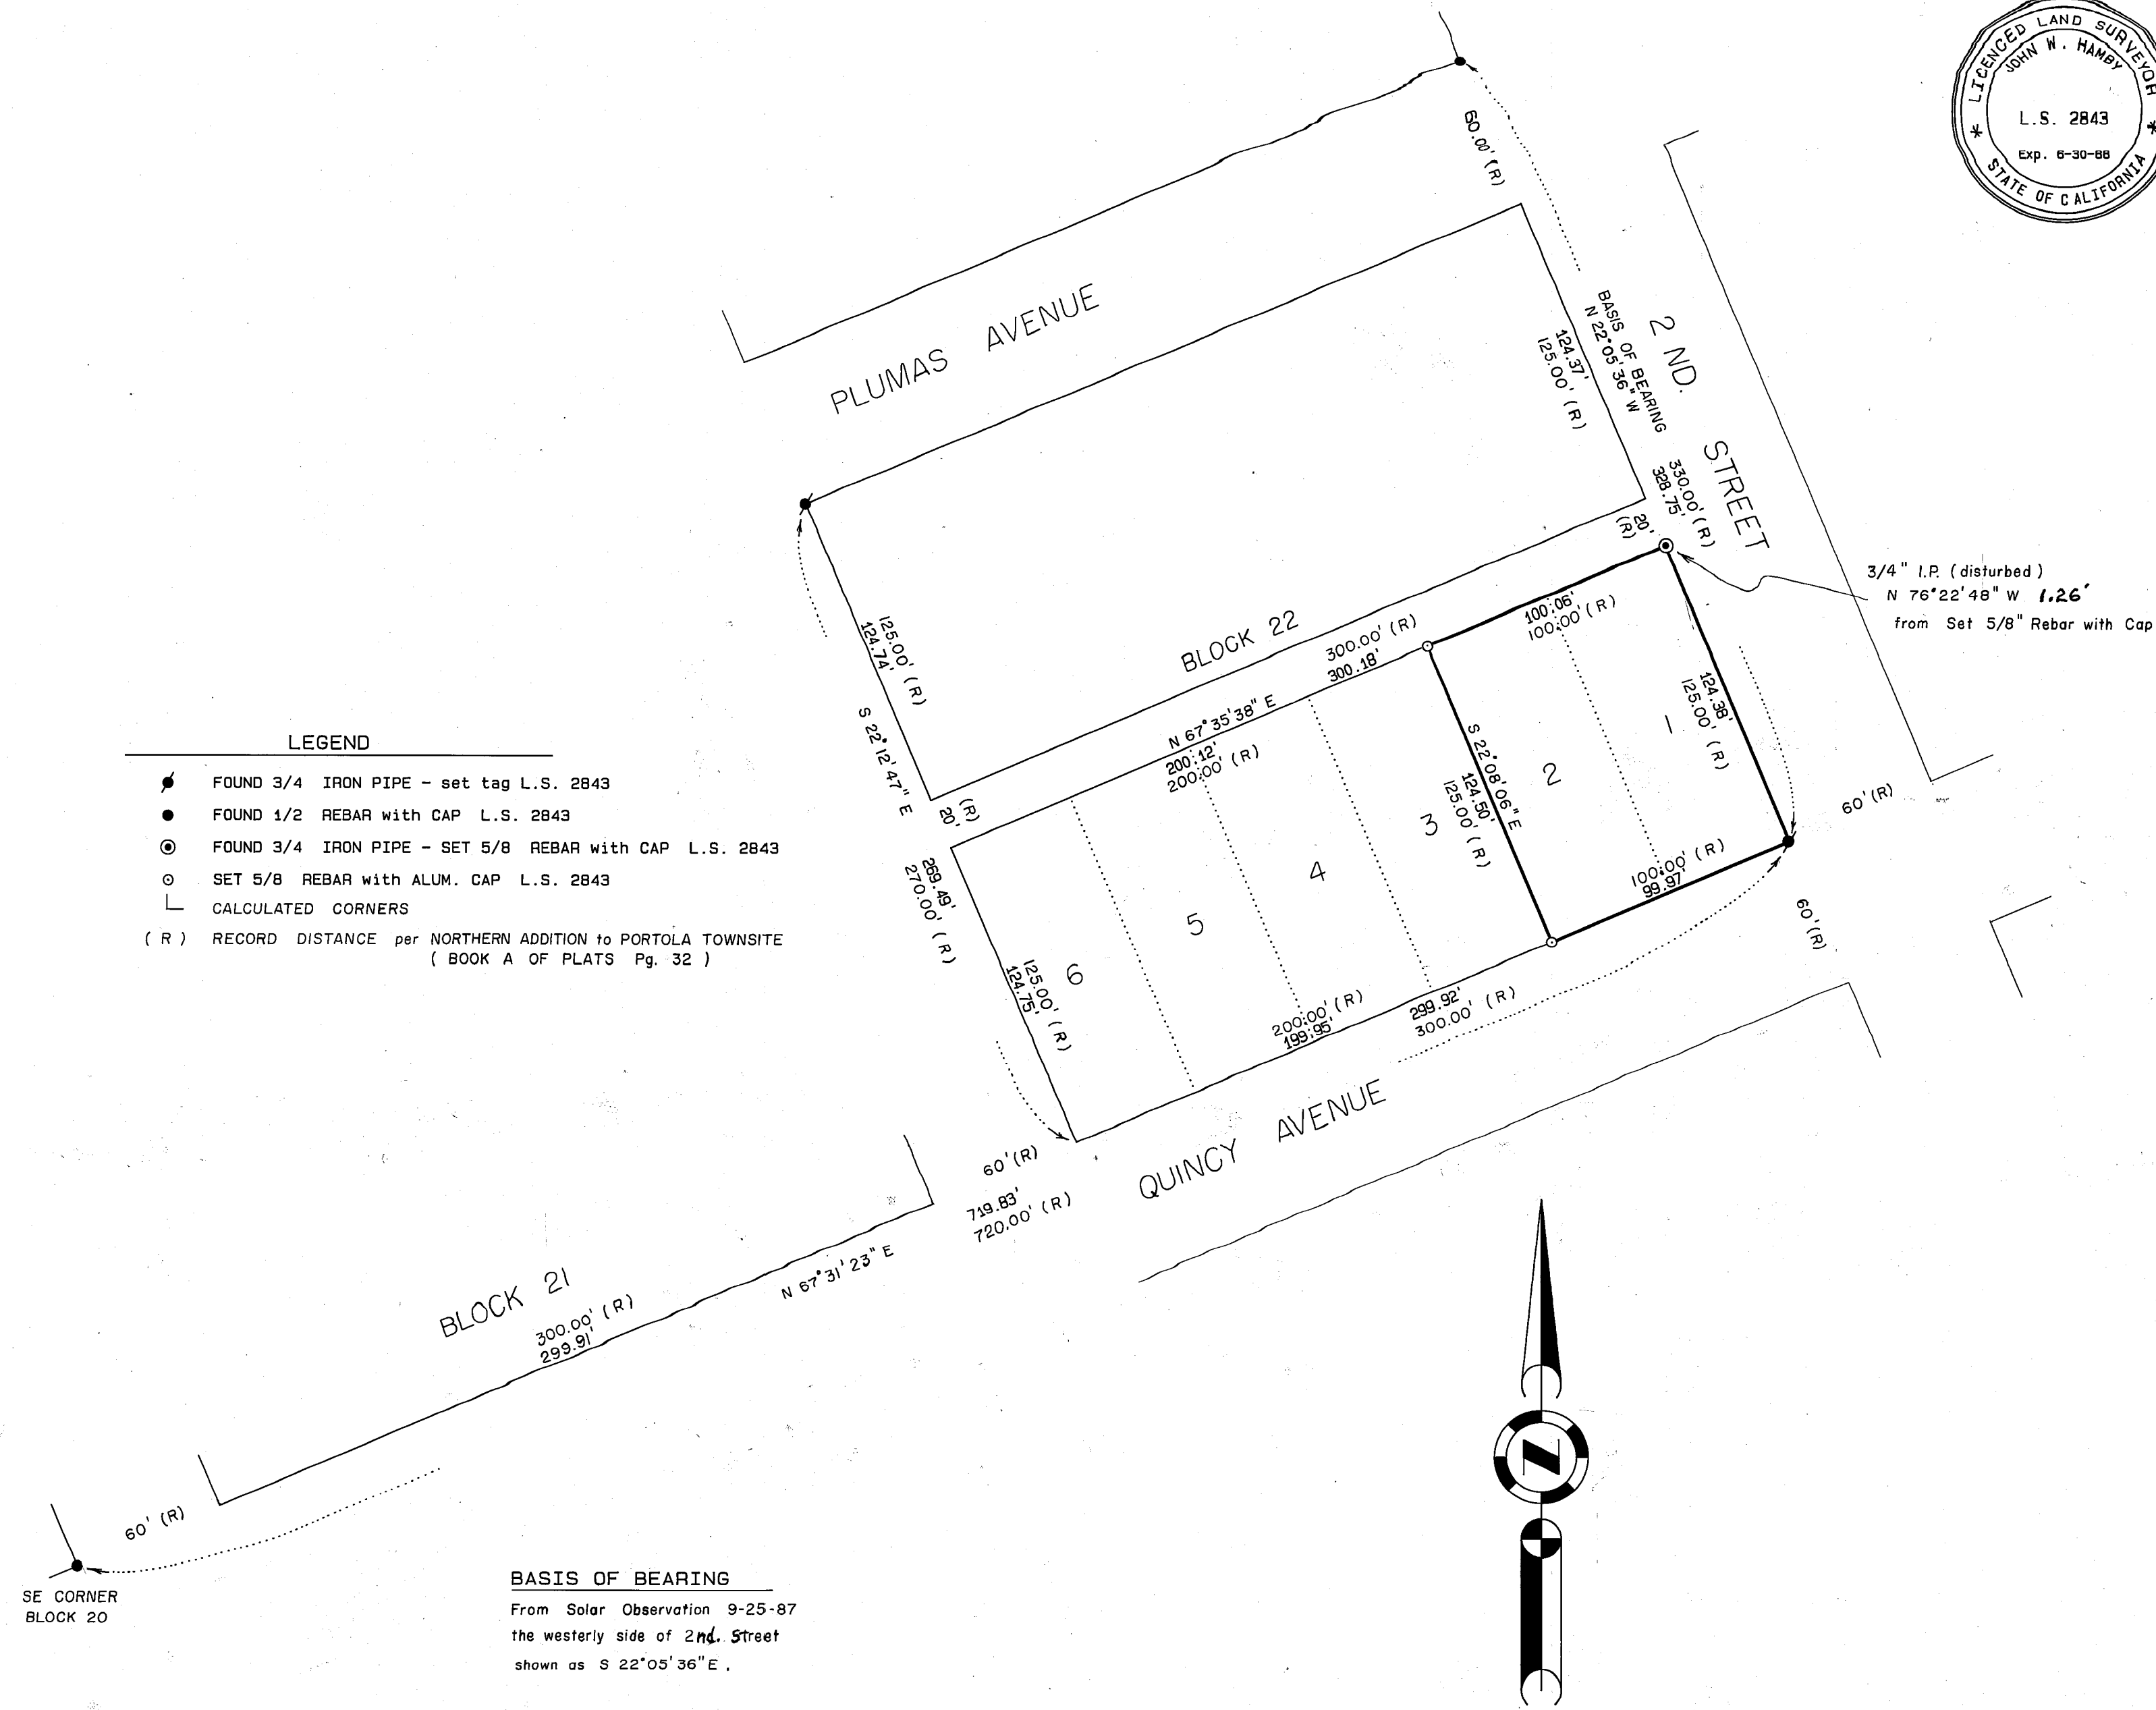 LICENCED LAND SURVEYOR
JOHN W. HAMBY
L.S. 2843
Exp. 6-30-88
* STATE OF CALIFORNIA *
60.00' (R)
PLUMAS AVENUE
2 ND. STREET
BASIS OF BEARING
N 22°05'36" W
124.37'
125.00' (R)
330.00' (R)
328.75'
20'
(R)
3/4" I.P. (disturbed)
N 76°22'48" W 1.26'
from Set 5/8" Rebar with Cap
BLOCK 22
300.00' (R)
300.18'
100.06'
100.00' (R)
125.00' (R)
124.74'
S 22°12'47" E
N 67°35'38" E
200.12'
200.00' (R)
20'
(R)
S 22°08'06" E
124.50'
125.00' (R)
124.38'
125.00' (R)
1
2
3
4
5
6
60'(R)
100.00' (R)
99.97'
60'(R)
269.49'
270.00' (R)
125.00' (R)
124.75'
200.00' (R)
199.95'
299.92'
300.00' (R)
LEGEND
FOUND 3/4 IRON PIPE - set tag L.S. 2843
FOUND 1/2 REBAR with CAP L.S. 2843
FOUND 3/4 IRON PIPE - SET 5/8 REBAR with CAP L.S. 2843
SET 5/8 REBAR with ALUM. CAP L.S. 2843
CALCULATED CORNERS
(R) RECORD DISTANCE per NORTHERN ADDITION to PORTOLA TOWNSITE
( BOOK A OF PLATS Pg. 32 )
QUINCY AVENUE
60'(R)
719.83'
720.00' (R)
N 67°31'23" E
BLOCK 21
300.00' (R)
299.91'
60' (R)
SE CORNER
BLOCK 20
BASIS OF BEARING
From Solar Observation 9-25-87
the westerly side of 2nd. Street
shown as S 22°05'36"E.
N